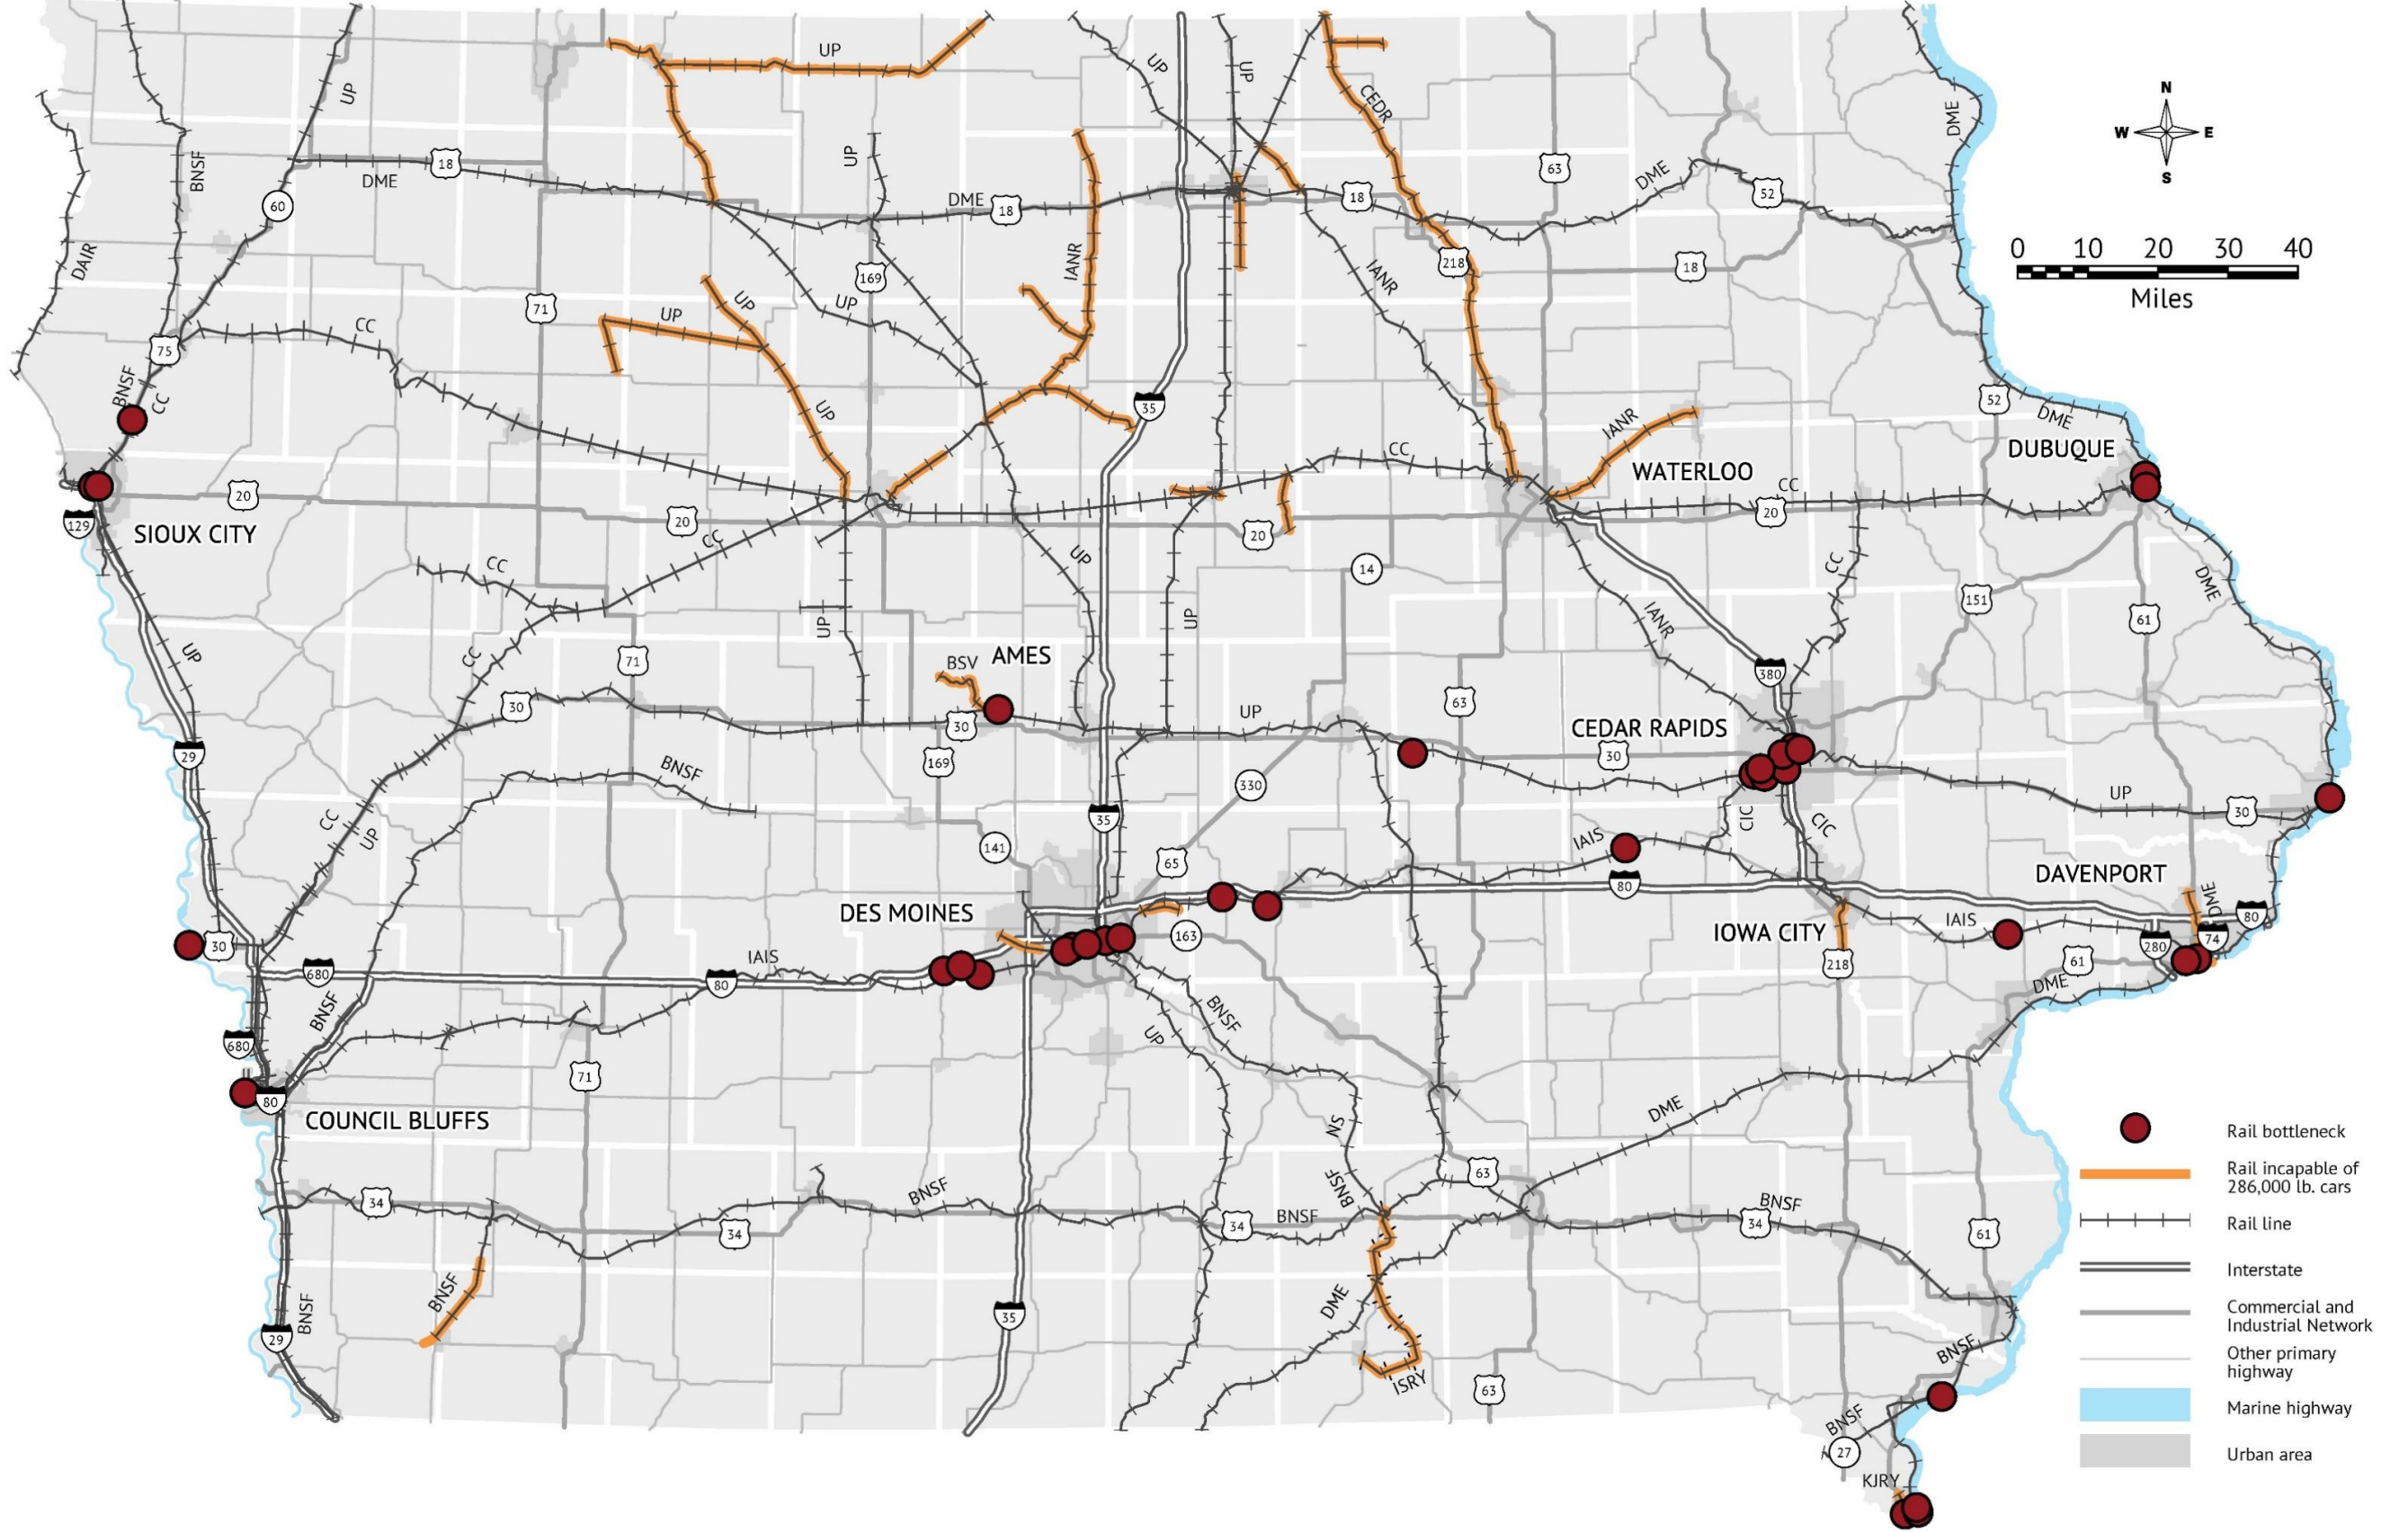 UP
UP
UP
UP
CEDR
DME
N
W E
S
BNSF
UP
18
DME
60
UP
DME
18
18
63
DME
52
DAIR
IANR
IANR
218
18
0 10 20 30 40
Miles
71
169
UP
UP
UP
CC
75
BNSF
CC
UP
35
52
DME
IANR
DUBUQUE
WATERLOO
CC
CC
20
20
20
20
129
SIOUX CITY
CC
CC
UP
14
CC
DME
151
61
UP
UP
IANR
UP
CC
71
BSV
AMES
380
30
30
UP
63
CEDAR RAPIDS
30
29
BNSF
169
330
CIC
CIC
UP
30
CC
UP
141
35
65
IAIS
80
DAVENPORT
DME
DES MOINES
163
IOWA CITY
IAIS
80
74
280
30
680
IAIS
80
218
61
DME
BNSF
680
BNSF
UP
71
80
COUNCIL BLUFFS
NS
DME
BNSF
63
34
BNSF
34
34
BNSF
BNSF
34
61
BNSF
BNSF
29
35
DME
ISRY
63
BNSF
BNSF
27
KJRY
Rail bottleneck
Rail incapable of
286,000 lb. cars
Rail line
Interstate
Commercial and
Industrial Network
Other primary
highway
Marine highway
Urban area